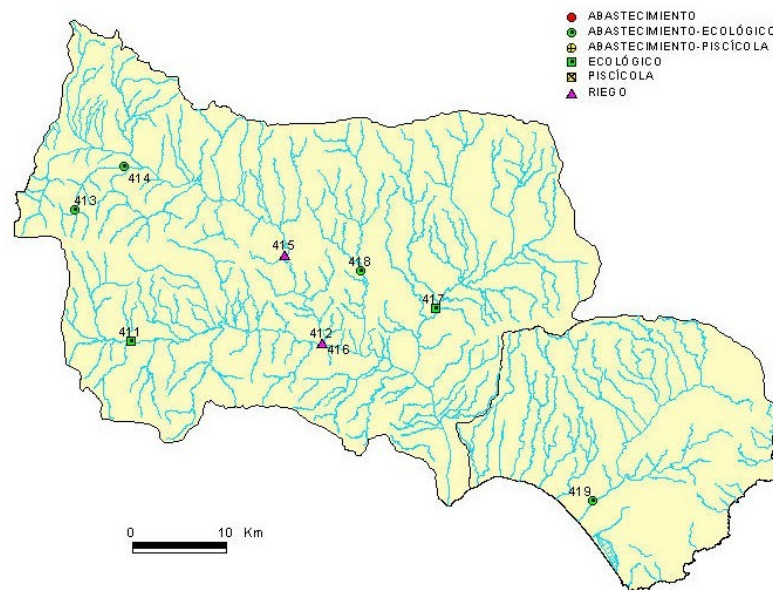 ABASTECIMIENTO
ABASTECIMIENTO-ECOLÓGICO
ABASTECIMIENTO-PISCÍCOLA
ECOLÓGICO
PISCÍCOLA
RIEGO
414
413
415
418
417
411
412
416
419
0 10 Km